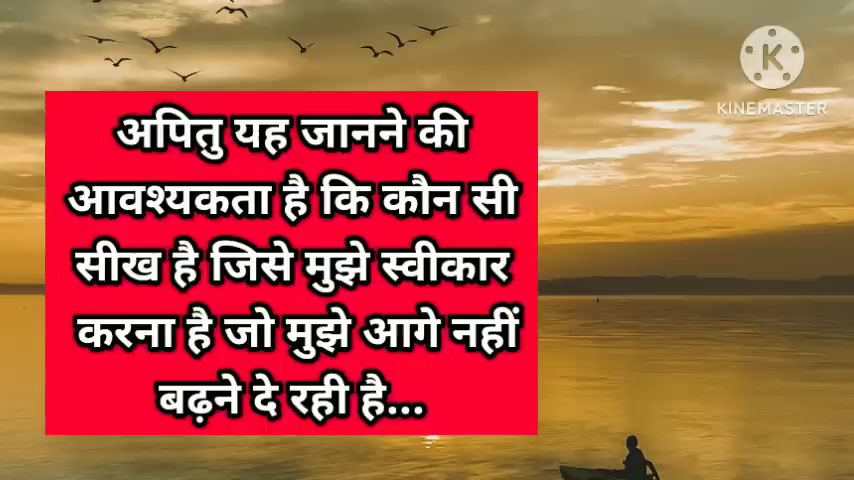 अपितु यह जानने की
आवश्यकता है कि कौन सी
सीख है जिसे मुझे स्वीकार
करना है जो मुझे आगे नहीं
बढ़ने दे रही है...
K
KINEMASTER